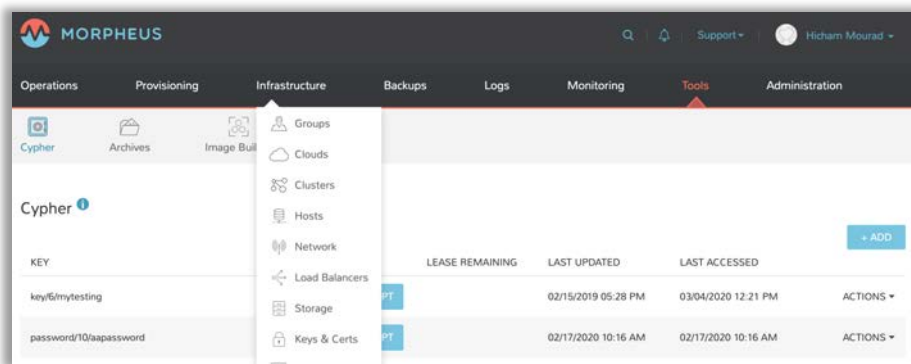 MORPHEUS
Support
Hicham Mourad
Operations Provisioning Infrastructure Backups Logs Monitoring Tools Administration
Cypher Archives Image
Groups
Clouds
Clusters
Hosts
Network
Load Balancers
Storage
Keys & Certs
Cypher
+ ADD
KEY LEASE REMAINING LAST UPDATED LAST ACCESSED
key/6/mytesting PT 02/15/2019 05:28 PM 03/04/2020 12:21 PM ACTIONS
password/10/aapassword PT 02/17/2020 10:16 AM 02/17/2020 10:16 AM ACTIONS